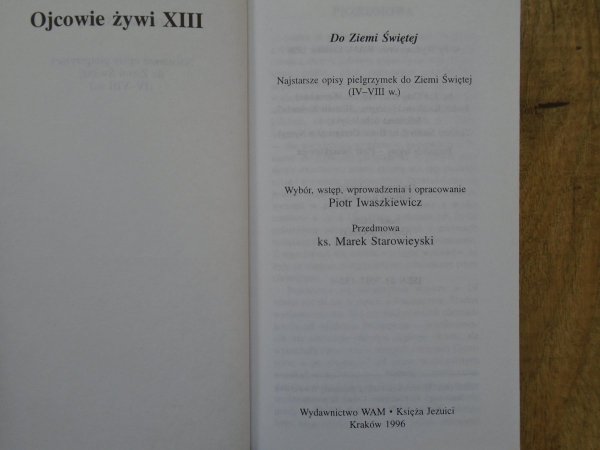 Ojcowie żywi XIII
Do Ziemi Świętej
Najstarsze opisy pielgrzymek do Ziemi Świętej
(IV–VIII w.)
Wybór, wstęp, wprowadzenia i opracowanie
Piotr Iwaszkiewicz
Przedmowa
ks. Marek Starowieyski
Wydawnictwo WAM • Księża Jezuici
Kraków 1996